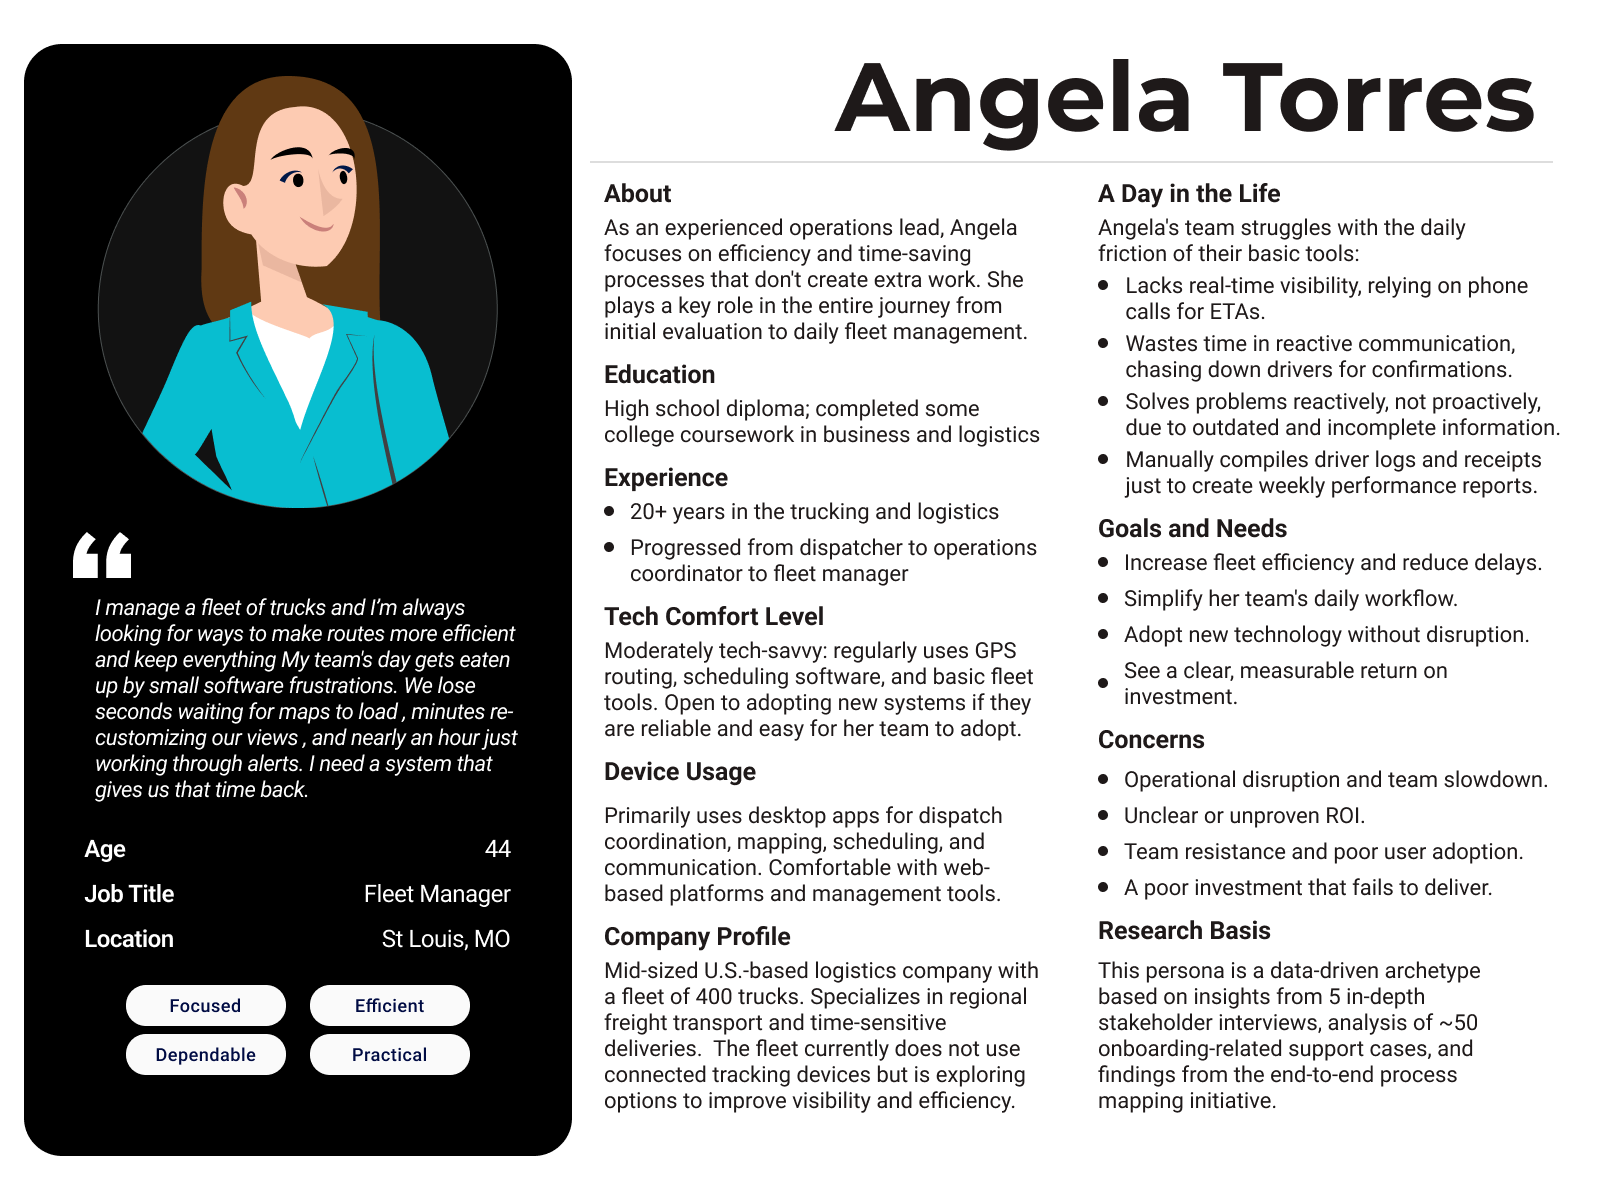 Angela Torres
“
I manage a fleet of trucks and I’m always
looking for ways to make routes more efficient
and keep everything My team's day gets eaten
up by small software frustrations. We lose
seconds waiting for maps to load , minutes re-
customizing our views , and nearly an hour just
working through alerts. I need a system that
gives us that time back.
Age 44
Job Title Fleet Manager
Location St Louis, MO
Focused Efficient
Dependable Practical
About
As an experienced operations lead, Angela
focuses on efficiency and time-saving
processes that don't create extra work. She
plays a key role in the entire journey from
initial evaluation to daily fleet management.
Education
High school diploma; completed some
college coursework in business and logistics
Experience
• 20+ years in the trucking and logistics
• Progressed from dispatcher to operations
coordinator to fleet manager
Tech Comfort Level
Moderately tech-savvy: regularly uses GPS
routing, scheduling software, and basic fleet
tools. Open to adopting new systems if they
are reliable and easy for her team to adopt.
Device Usage
Primarily uses desktop apps for dispatch
coordination, mapping, scheduling, and
communication. Comfortable with web-
based platforms and management tools.
Company Profile
Mid-sized U.S.-based logistics company with
a fleet of 400 trucks. Specializes in regional
freight transport and time-sensitive
deliveries.  The fleet currently does not use
connected tracking devices but is exploring
options to improve visibility and efficiency.
A Day in the Life
Angela's team struggles with the daily
friction of their basic tools:
• Lacks real-time visibility, relying on phone
calls for ETAs.
• Wastes time in reactive communication,
chasing down drivers for confirmations.
• Solves problems reactively, not proactively,
due to outdated and incomplete information.
• Manually compiles driver logs and receipts
just to create weekly performance reports.
Goals and Needs
• Increase fleet efficiency and reduce delays.
• Simplify her team's daily workflow.
• Adopt new technology without disruption.
• See a clear, measurable return on
investment.
Concerns
• Operational disruption and team slowdown.
• Unclear or unproven ROI.
• Team resistance and poor user adoption.
• A poor investment that fails to deliver.
Research Basis
This persona is a data-driven archetype
based on insights from 5 in-depth
stakeholder interviews, analysis of ~50
onboarding-related support cases, and
findings from the end-to-end process
mapping initiative.